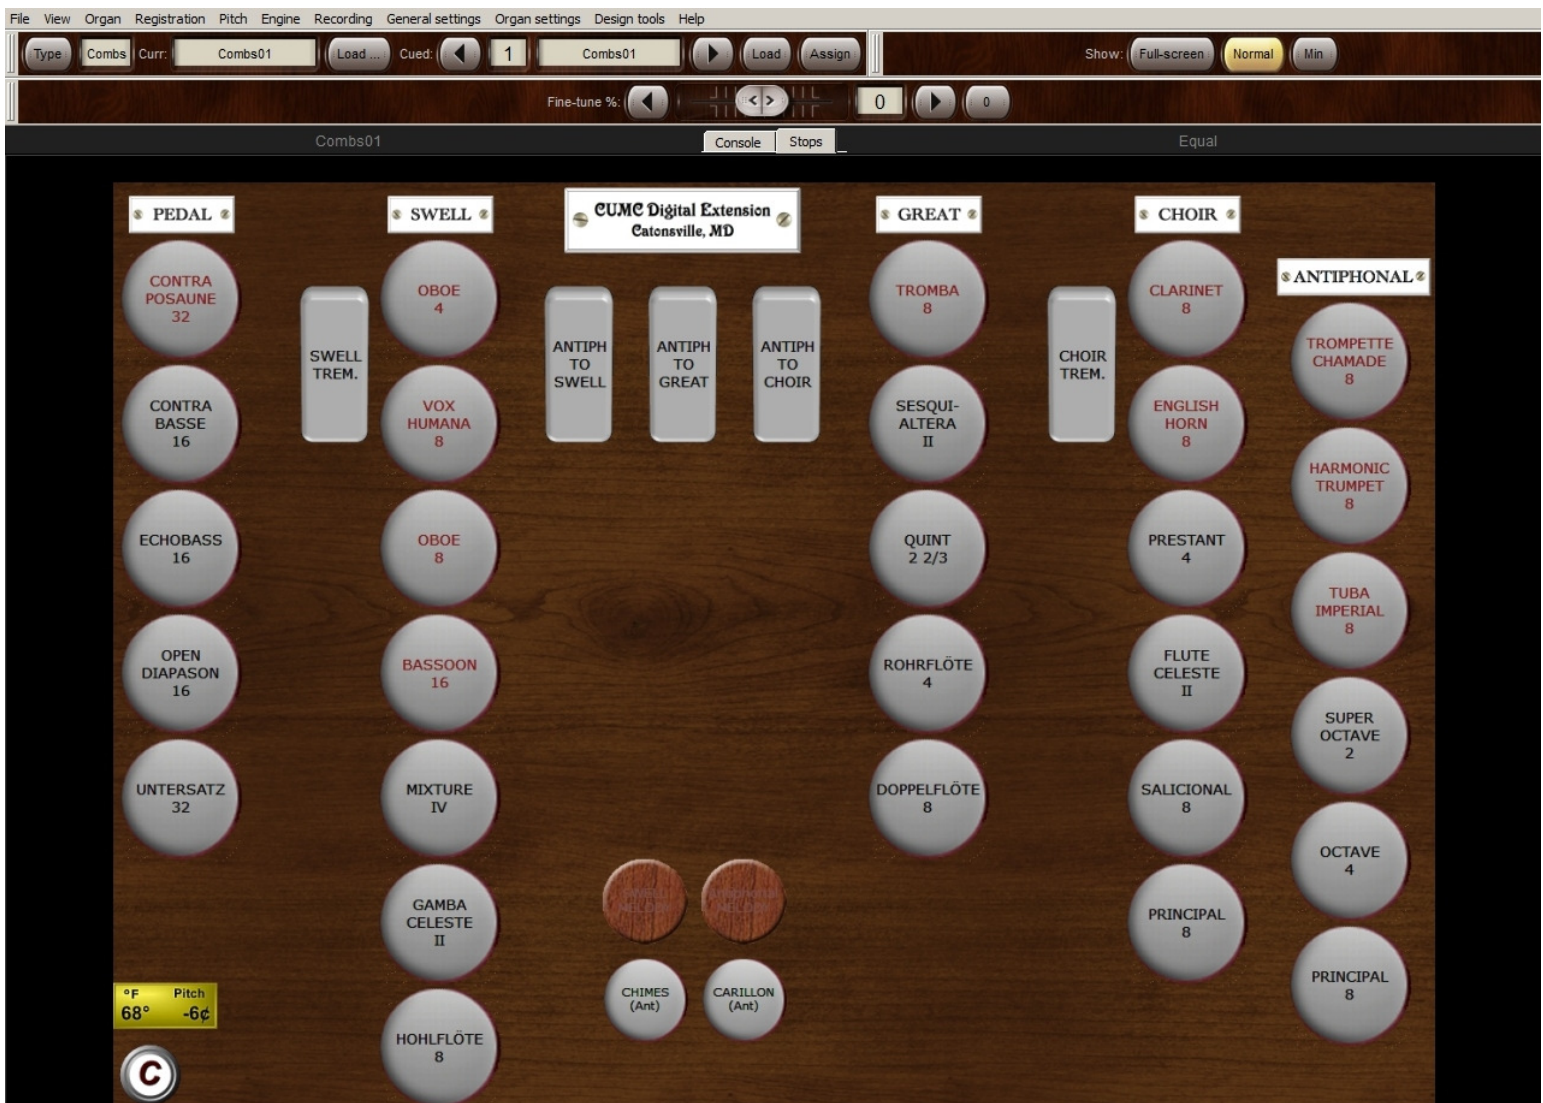 File View Organ Registration Pitch Engine Recording General settings Organ settings Design tools Help
Type Combs Curr: Combs01 Load ... Cued: 1 Combs01 Load Assign Show: Full-screen Normal Min
Fine-tune %: 0 0
Combs01 Console Stops Equal
PEDAL
CONTRA
POSAUNE
32
CONTRA
BASSE
16
ECHOBASS
16
OPEN
DIAPASON
16
UNTERSATZ
32
SWELL
TREM.
SWELL
OBOE
4
VOX
HUMANA
8
OBOE
8
BASSOON
16
MIXTURE
IV
GAMBA
CELESTE
II
HOHLFLÖTE
8
CUMC Digital Extension
Catonsville, MD
ANTIPH
TO
SWELL
ANTIPH
TO
GREAT
ANTIPH
TO
CHOIR
SWELL
CHIMES
(Ant)
CARILLON
(Ant)
GREAT
TROMBA
8
SESQUI-
ALTERA
II
QUINT
2 2/3
ROHRFLÖTE
4
DOPPELFLÖTE
8
CHOIR
TREM.
CHOIR
CLARINET
8
ENGLISH
HORN
8
PRESTANT
4
FLUTE
CELESTE
II
SALICIONAL
8
PRINCIPAL
8
ANTIPHONAL
TROMPETTE
CHAMADE
8
HARMONIC
TRUMPET
8
TUBA
IMPERIAL
8
SUPER
OCTAVE
2
OCTAVE
4
PRINCIPAL
8
°F Pitch
68° -6¢
C